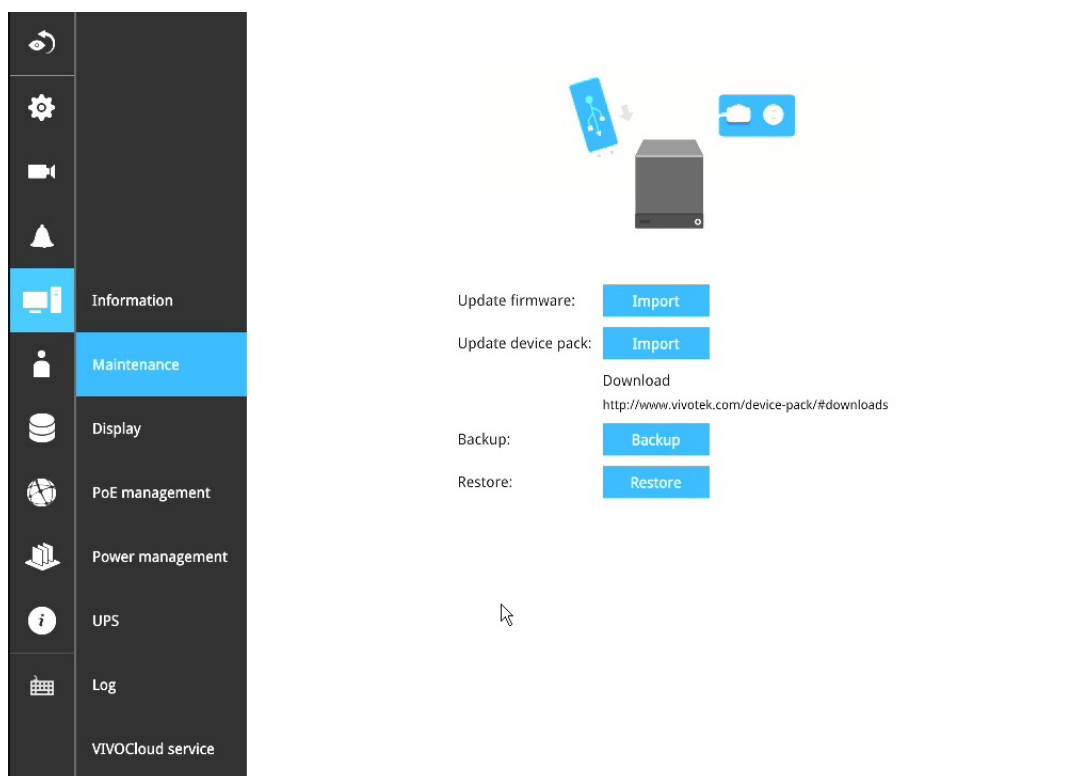 Information
Maintenance
Display
PoE management
Power management
UPS
Log
VIVOCloud service
Update firmware: Import
Update device pack: Import
Download
http://www.vivotek.com/device-pack/#downloads
Backup: Backup
Restore: Restore